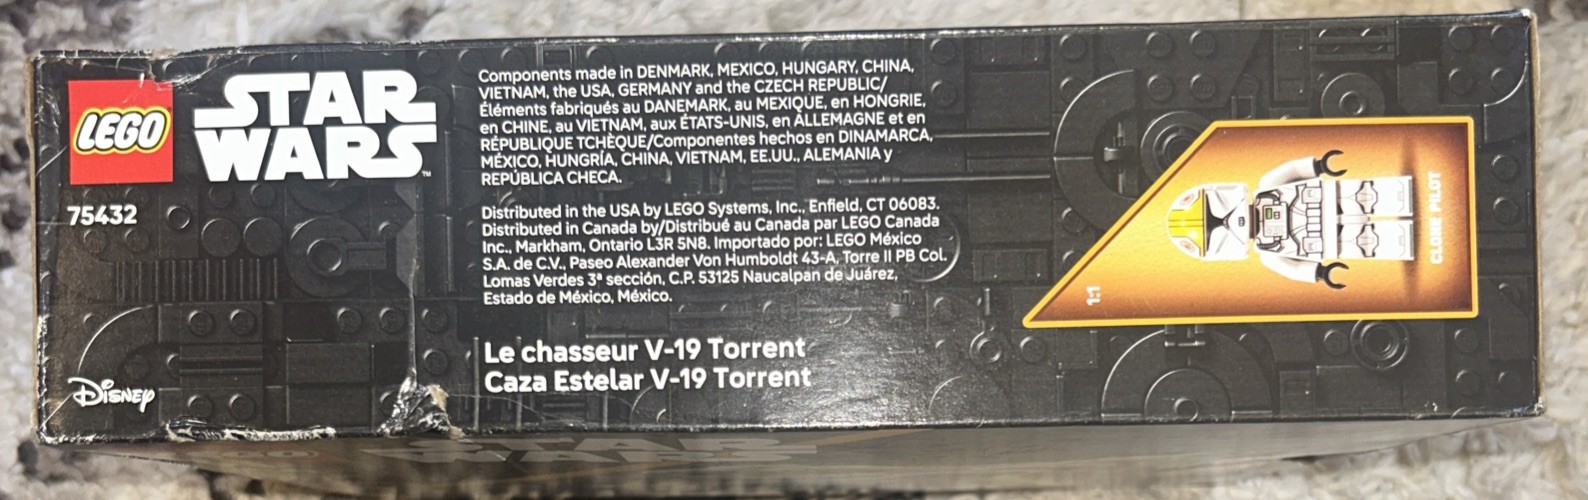 LEGO
STAR
WARS™
75432
Disney
Components made in DENMARK, MEXICO, HUNGARY, CHINA,
VIETNAM, the USA, GERMANY and the CZECH REPUBLIC/
Éléments fabriqués au DANEMARK, au MEXIQUE, en HONGRIE,
en CHINE, au VIETNAM, aux ÉTATS-UNIS, en ALLEMAGNE et en
RÉPUBLIQUE TCHÈQUE/Componentes hechos en DINAMARCA,
MÉXICO, HUNGRÍA, CHINA, VIETNAM, EE.UU., ALEMANIA y
REPÚBLICA CHECA.
Distributed in the USA by LEGO Systems, Inc., Enfield, CT 06083.
Distributed in Canada by/Distribué au Canada par LEGO Canada
Inc., Markham, Ontario L3R 5N8. Importado por: LEGO México
S.A. de C.V., Paseo Alexander Von Humboldt 43-A, Torre II PB Col.
Lomas Verdes 3ª sección, C.P. 53125 Naucalpan de Juárez,
Estado de México, México.
Le chasseur V-19 Torrent
Caza Estelar V-19 Torrent
1:1
CLONE PILOT
STAR
WARS